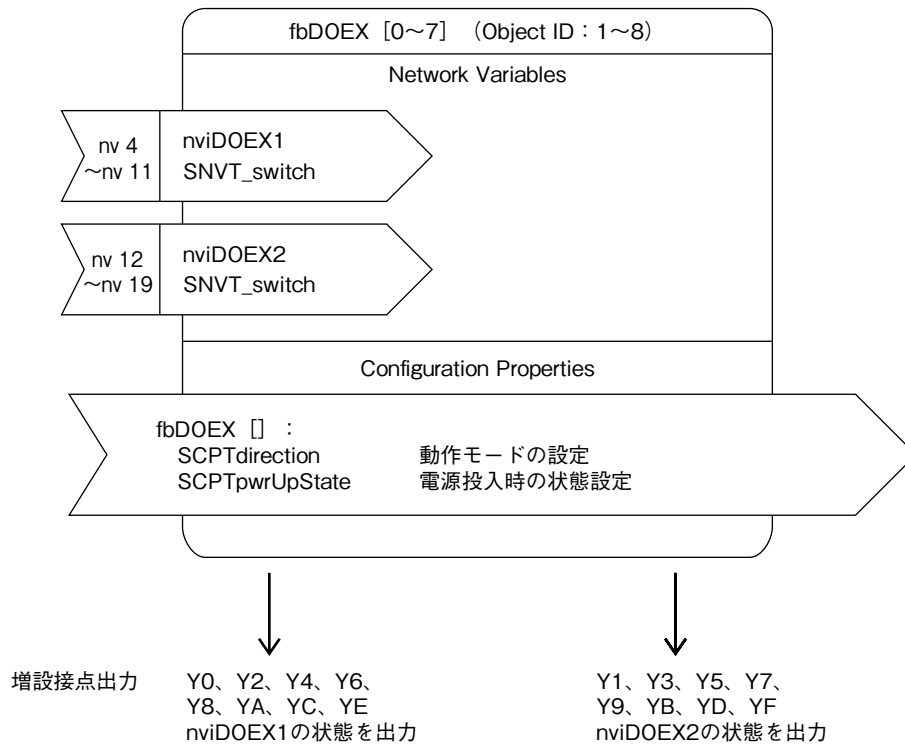 fbDOEX［0〜7］（Object ID：1〜8）
Network Variables
nv 4
〜nv 11
nviDOEX1
SNVT_switch
nv 12
〜nv 19
nviDOEX2
SNVT_switch
Configuration Properties
fbDOEX［］：
SCPTdirection 動作モードの設定
SCPTpwrUpState 電源投入時の状態設定
増設接点出力
Y0、Y2、Y4、Y6、
Y8、YA、YC、YE
nviDOEX1の状態を出力
Y1、Y3、Y5、Y7、
Y9、YB、YD、YF
nviDOEX2の状態を出力